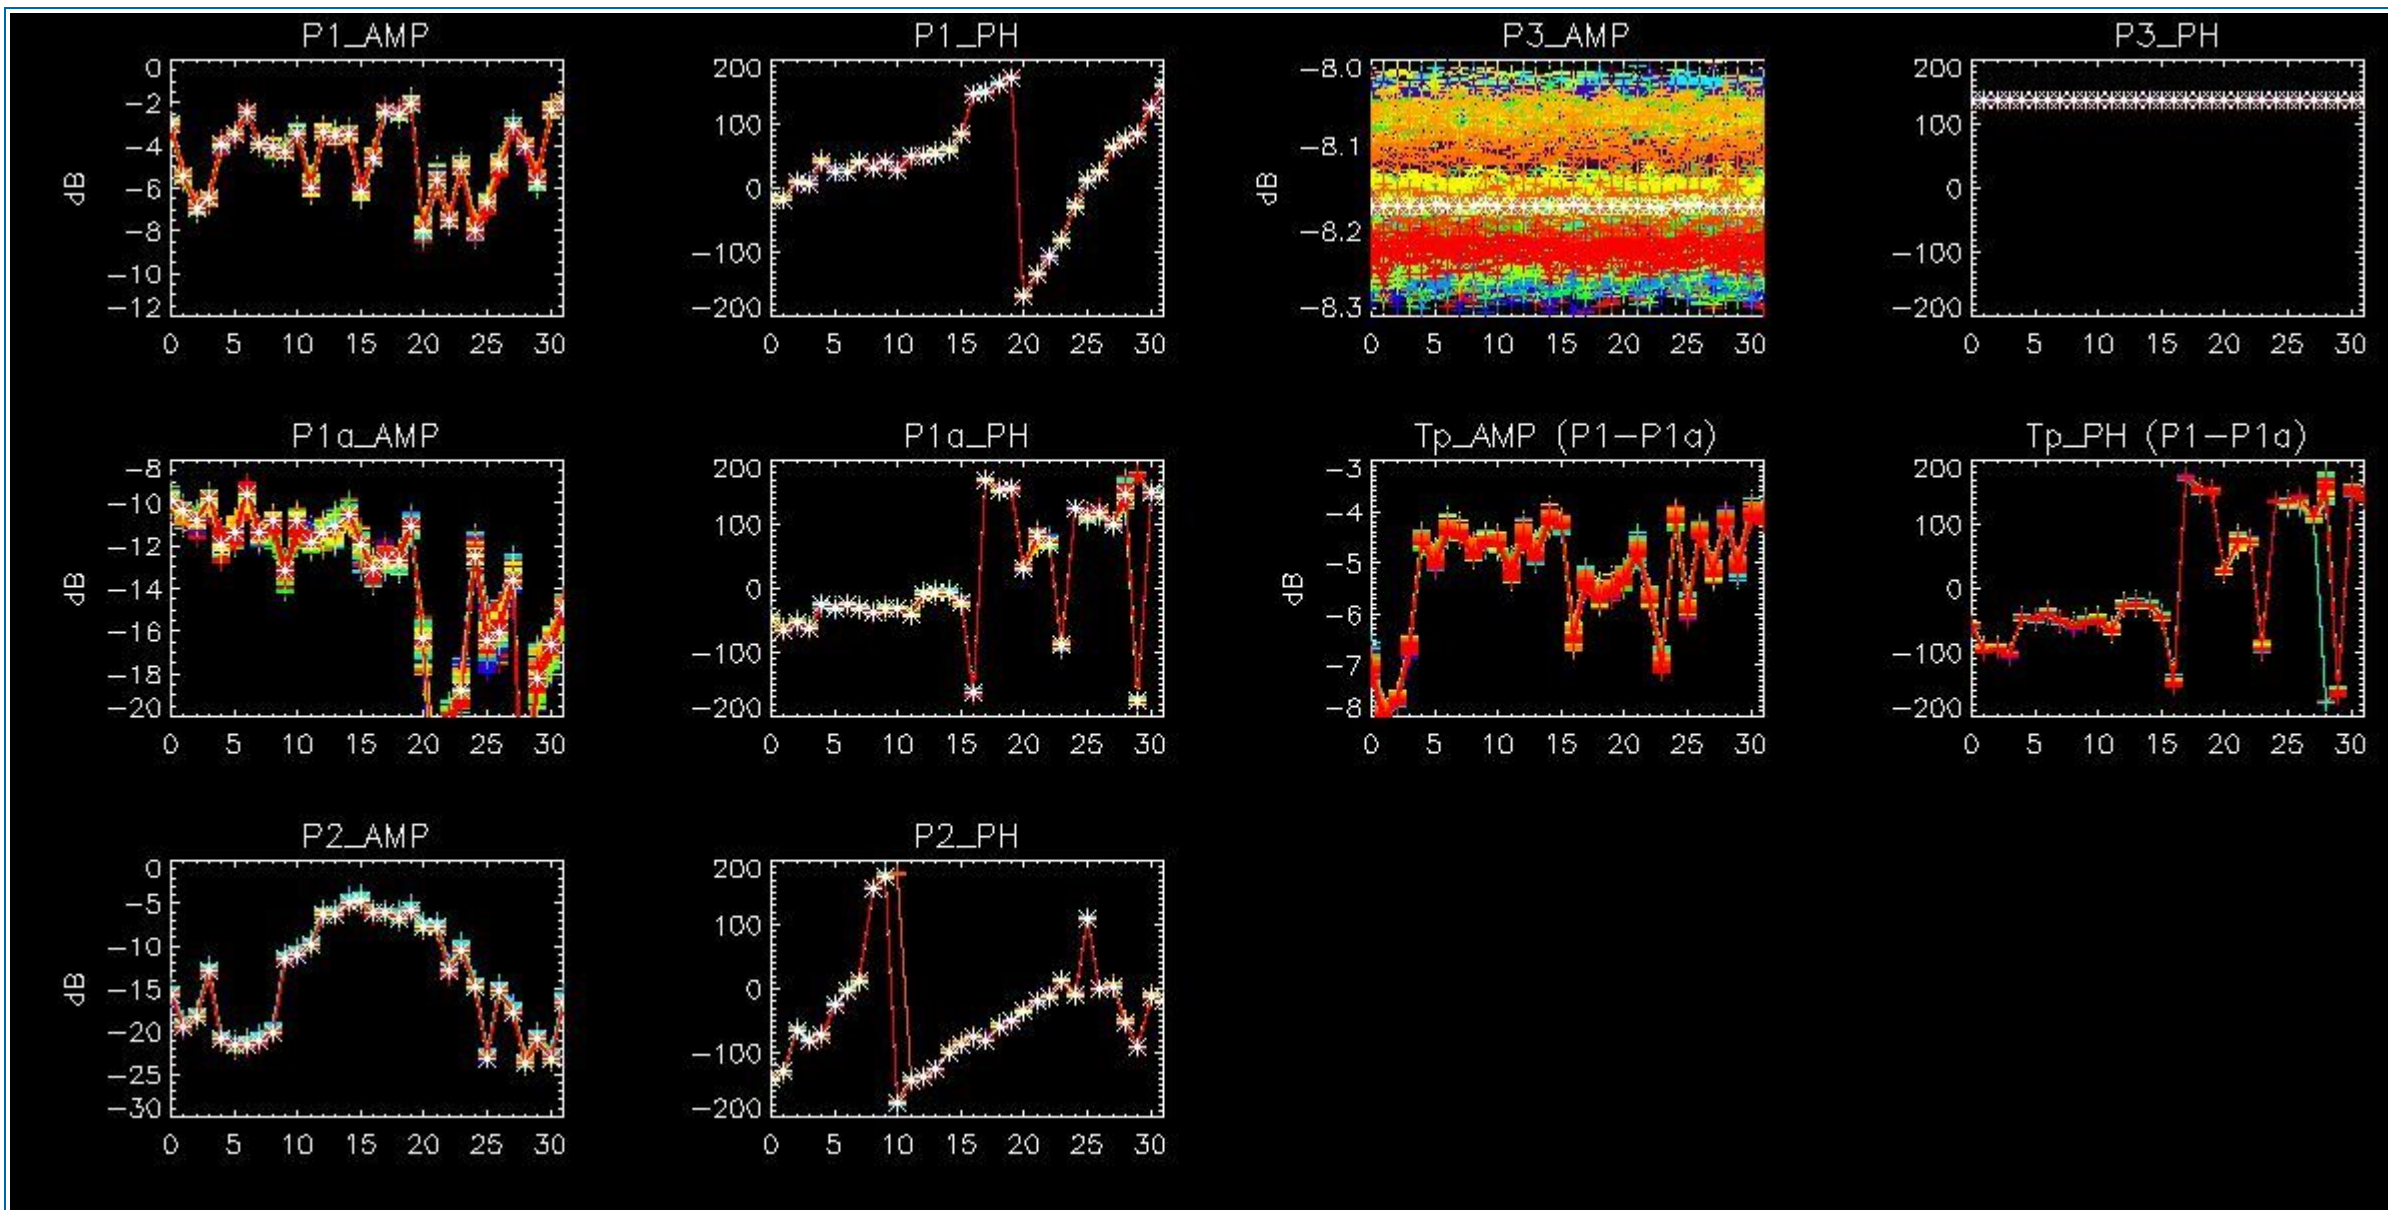 P1_AMP
0
−2
−4
−6
−8
−10
−12
dB
0 5 10 15 20 25 30
P1_PH
200
100
0
−100
−200
0 5 10 15 20 25 30
P3_AMP
−8.0
−8.1
−8.2
−8.3
dB
0 5 10 15 20 25 30
P3_PH
200
100
0
−100
−200
0 5 10 15 20 25 30
P1a_AMP
−8
−10
−12
−14
−16
−18
−20
dB
0 5 10 15 20 25 30
P1a_PH
200
100
0
−100
−200
0 5 10 15 20 25 30
Tp_AMP (P1−P1a)
−3
−4
−5
−6
−7
−8
dB
0 5 10 15 20 25 30
Tp_PH (P1−P1a)
200
100
0
−100
−200
0 5 10 15 20 25 30
P2_AMP
0
−5
−10
−15
−20
−25
−30
dB
0 5 10 15 20 25 30
P2_PH
200
100
0
−100
−200
0 5 10 15 20 25 30